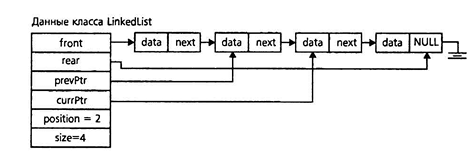 Данные класса LinkedList
front data next data next data next data NULL
rear
prevPtr
currPtr
position = 2
size=4